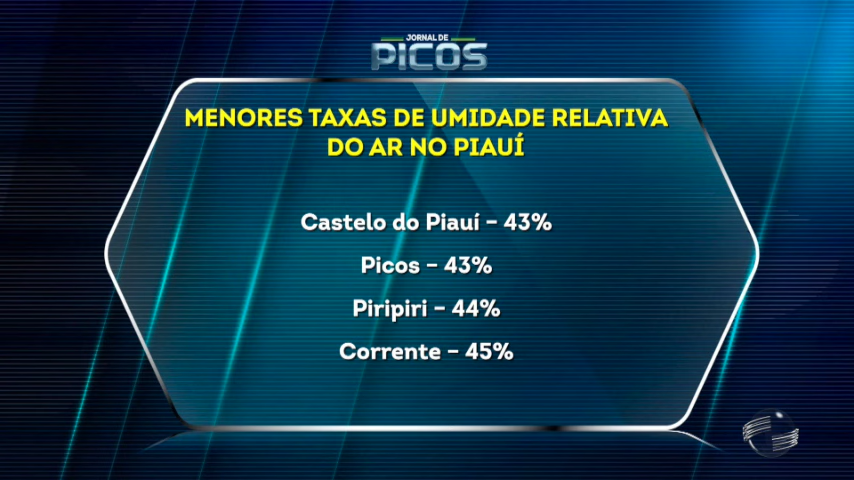 JORNAL DE
PICOS
MENORES TAXAS DE UMIDADE RELATIVA
DO AR NO PIAUÍ
Castelo do Piauí – 43%
Picos – 43%
Piripiri – 44%
Corrente – 45%